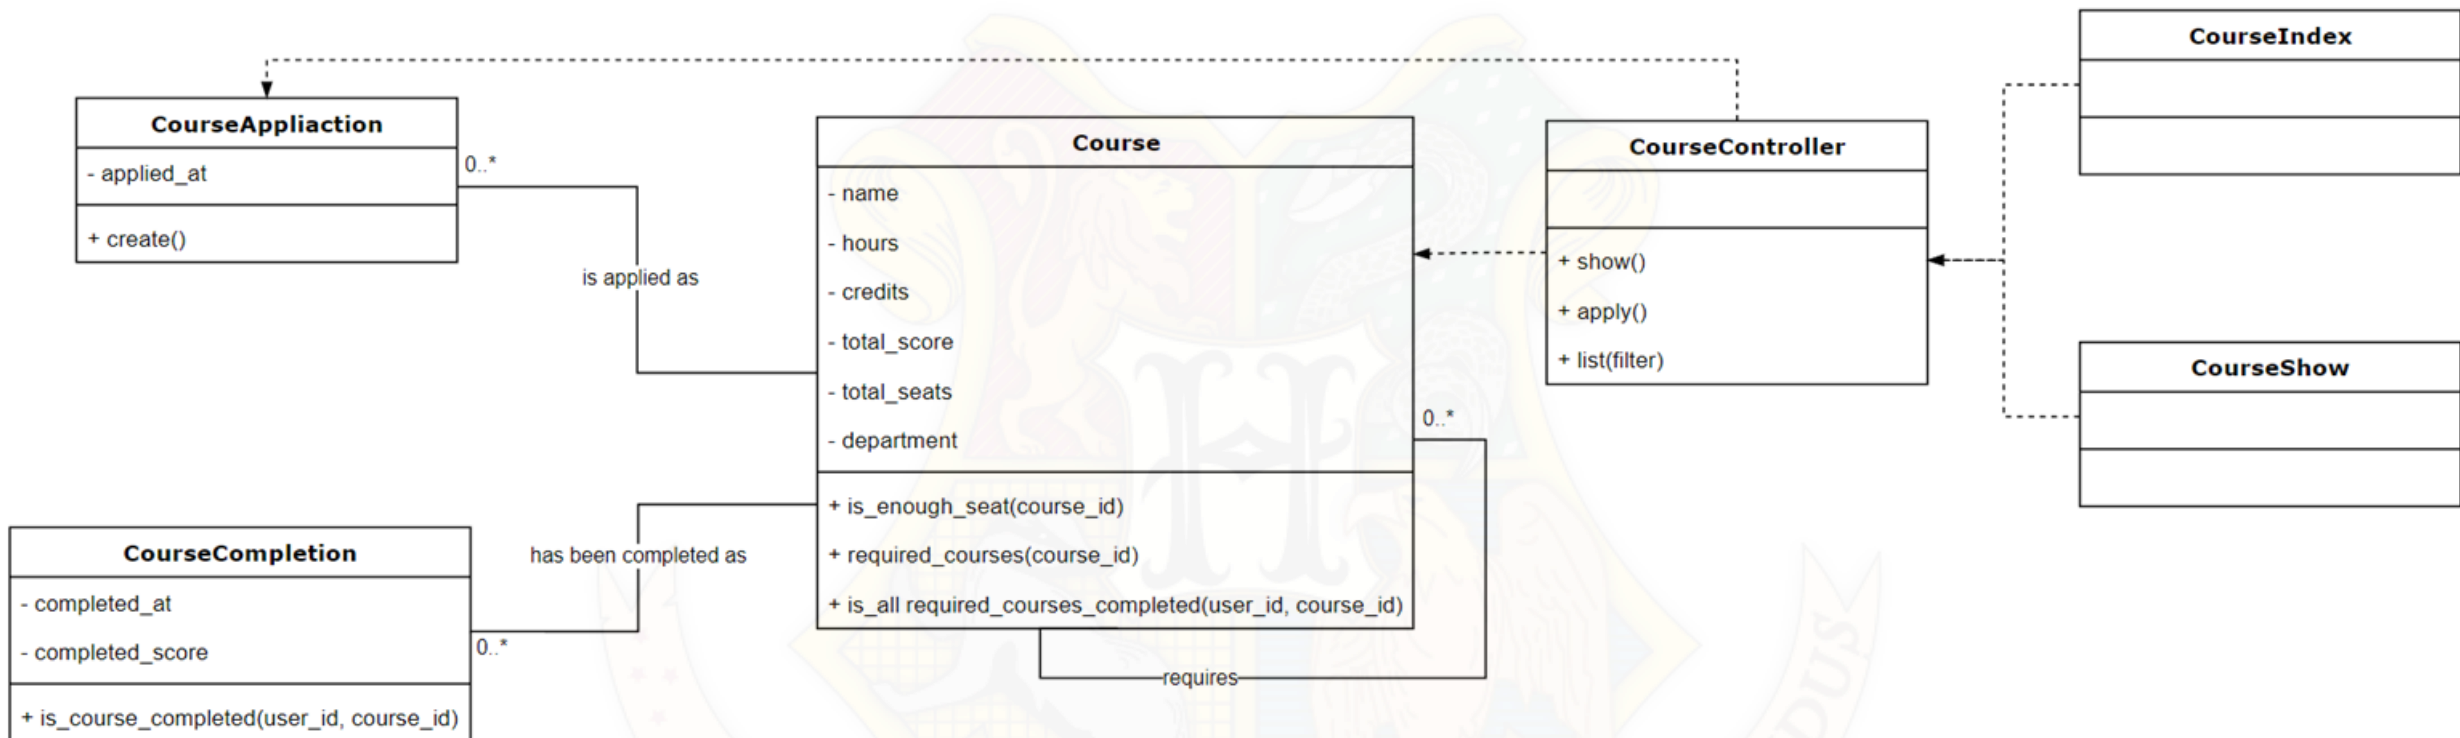 CourseAppliaction
- applied_at
+ create()
0..*
is applied as
CourseCompletion
- completed_at
- completed_score
+ is_course_completed(user_id, course_id)
0..*
has been completed as
Course
- name
- hours
- credits
- total_score
- total_seats
- department
+ is_enough_seat(course_id)
+ required_courses(course_id)
+ is_all required_courses_completed(user_id, course_id)
0..*
requires
CourseController
+ show()
+ apply()
+ list(filter)
CourseIndex
CourseShow
H
DUS